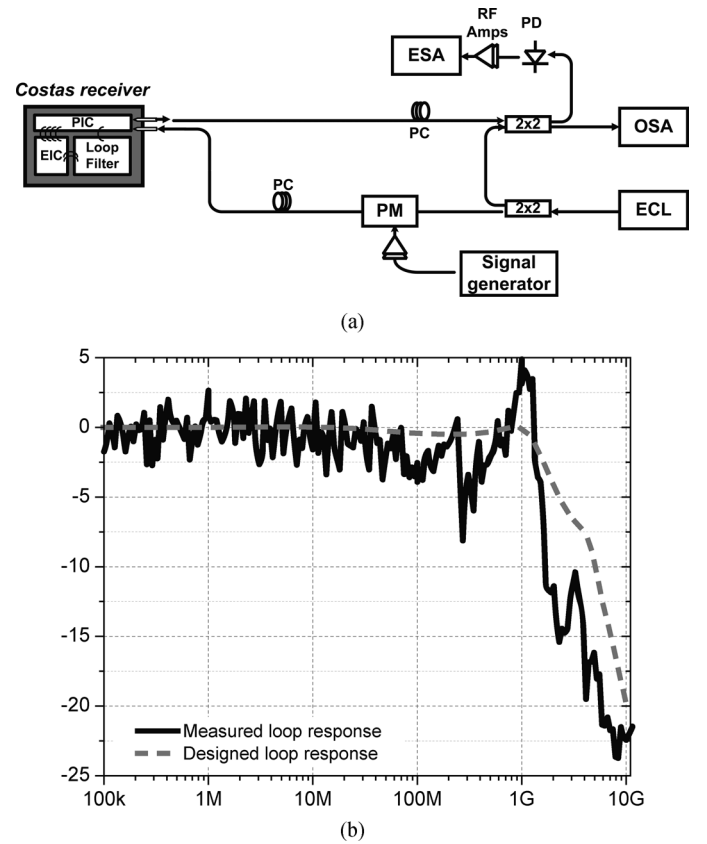 RF
Amps
PD
ESA
Costas receiver
PIC
EIC
Loop
Filter
PC
2x2
OSA
PC
PM
2x2
ECL
Signal
generator
(a)
5
0
-5
-10
-15
-20
-25
Measured loop response
Designed loop response
100k
1M
10M
100M
1G
10G
(b)